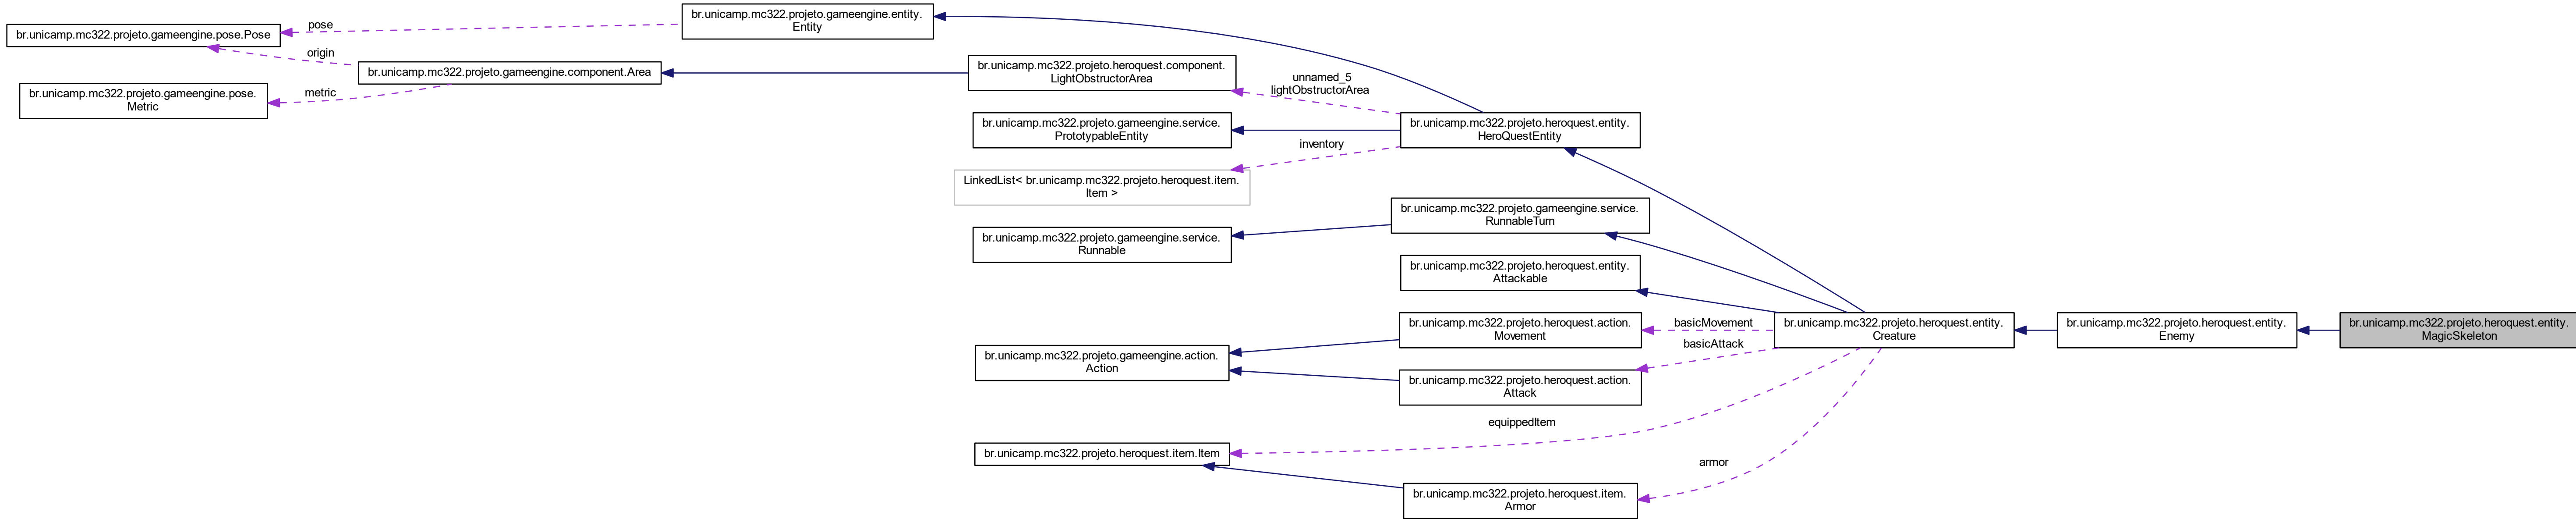 br.unicamp.mc322.projeto.gameengine.entity.
Entity
pose
br.unicamp.mc322.projeto.gameengine.pose.Pose
origin
br.unicamp.mc322.projeto.gameengine.component.Area
br.unicamp.mc322.projeto.heroquest.component.
LightObstructorArea
unnamed_5
lightObstructorArea
metric
br.unicamp.mc322.projeto.gameengine.pose.
Metric
br.unicamp.mc322.projeto.gameengine.service.
PrototypableEntity
br.unicamp.mc322.projeto.heroquest.entity.
HeroQuestEntity
inventory
LinkedList< br.unicamp.mc322.projeto.heroquest.item.
Item >
br.unicamp.mc322.projeto.gameengine.service.
RunnableTurn
br.unicamp.mc322.projeto.gameengine.service.
Runnable
br.unicamp.mc322.projeto.heroquest.entity.
Attackable
br.unicamp.mc322.projeto.heroquest.action.
Movement
basicMovement
br.unicamp.mc322.projeto.heroquest.entity.
Creature
br.unicamp.mc322.projeto.heroquest.entity.
Enemy
br.unicamp.mc322.projeto.heroquest.entity.
MagicSkeleton
basicAttack
br.unicamp.mc322.projeto.gameengine.action.
Action
br.unicamp.mc322.projeto.heroquest.action.
Attack
equippedItem
br.unicamp.mc322.projeto.heroquest.item.Item
armor
br.unicamp.mc322.projeto.heroquest.item.
Armor